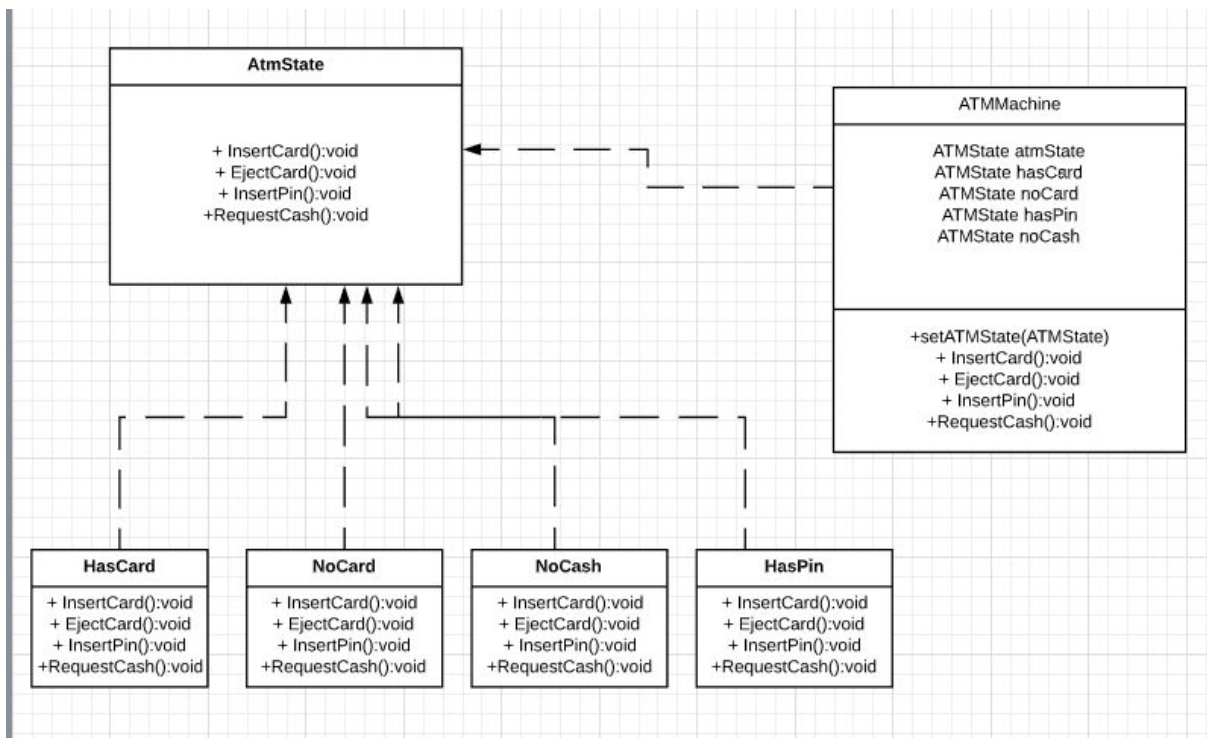 AtmState
+ InsertCard():void
+ EjectCard():void
+ InsertPin():void
+RequestCash():void
ATMMachine
ATMState atmState
ATMState hasCard
ATMState noCard
ATMState hasPin
ATMState noCash
+setATMState(ATMState)
+ InsertCard():void
+ EjectCard():void
+ InsertPin():void
+RequestCash():void
HasCard
+ InsertCard():void
+ EjectCard():void
+ InsertPin():void
+RequestCash():void
NoCard
+ InsertCard():void
+ EjectCard():void
+ InsertPin():void
+RequestCash():void
NoCash
+ InsertCard():void
+ EjectCard():void
+ InsertPin():void
+RequestCash():void
HasPin
+ InsertCard():void
+ EjectCard():void
+ InsertPin():void
+RequestCash():void